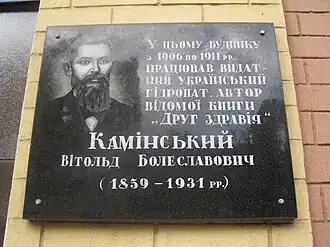 У цьому будинку
з 1906 по 1911 рр.
працював видат-
ний український
гідропат, автор
відомої книги
„Друг здравія"
Камінський
Вітольд Болеславович
(1859-1931 рр.)